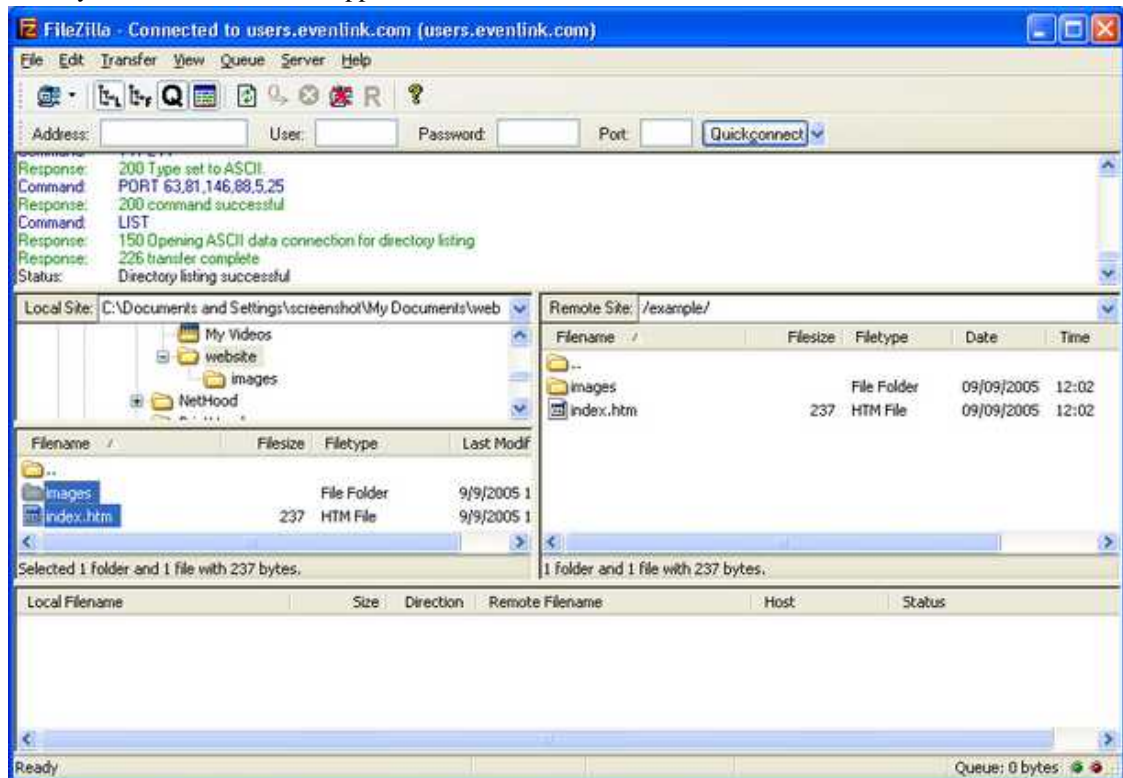 FileZilla - Connected to users.evenlink.com (users.evenlink.com)
File Edit Transfer View Queue Server Help
Address: User: Password: Port: Quickconnect
Response: 200 Type set to ASCII.
Command: PORT 63,81,146,88,5,25
Response: 200 command successful
Command: LIST
Response: 150 Opening ASCII data connection for directory listing
Response: 226 transfer complete
Status: Directory listing successful
Local Site: C:\Documents and Settings\screenshot\My Documents\web
My Videos
website
images
NetHood
Filename / Filesize Filetype Last Modif
..
images File Folder 9/9/2005 1
index.htm 237 HTM File 9/9/2005 1
Selected 1 folder and 1 file with 237 bytes.
Remote Site: /example/
Filename / Filesize Filetype Date Time
..
images File Folder 09/09/2005 12:02
index.htm 237 HTM File 09/09/2005 12:02
1 folder and 1 file with 237 bytes.
Local Filename Size Direction Remote Filename Host Status
Ready Queue: 0 bytes